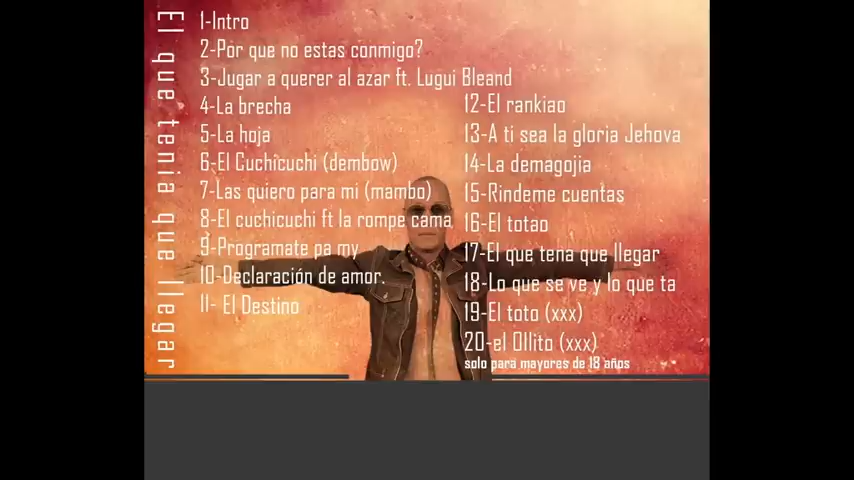 El que tenia que llegar
1-Intro
2-Por que no estas conmigo?
3-Jugar a querer al azar ft. Lugui Bleand
4-La brecha
5-La hoja
6-El Cuchicuchi (dembow)
7-Las quiero para mi (mambo)
8-El cuchicuchi ft la rompe cama
9-Programate pa my
10-Declaración de amor.
11- El Destino
12-El rankiao
13-A ti sea la gloria Jehova
14-La demagojia
15-Rindeme cuentas
16-El totao
17-El que tena que llegar
18-Lo que se ve y lo que ta
19-El toto (xxx)
20-el Ollito (xxx)
solo para mayores de 18 años